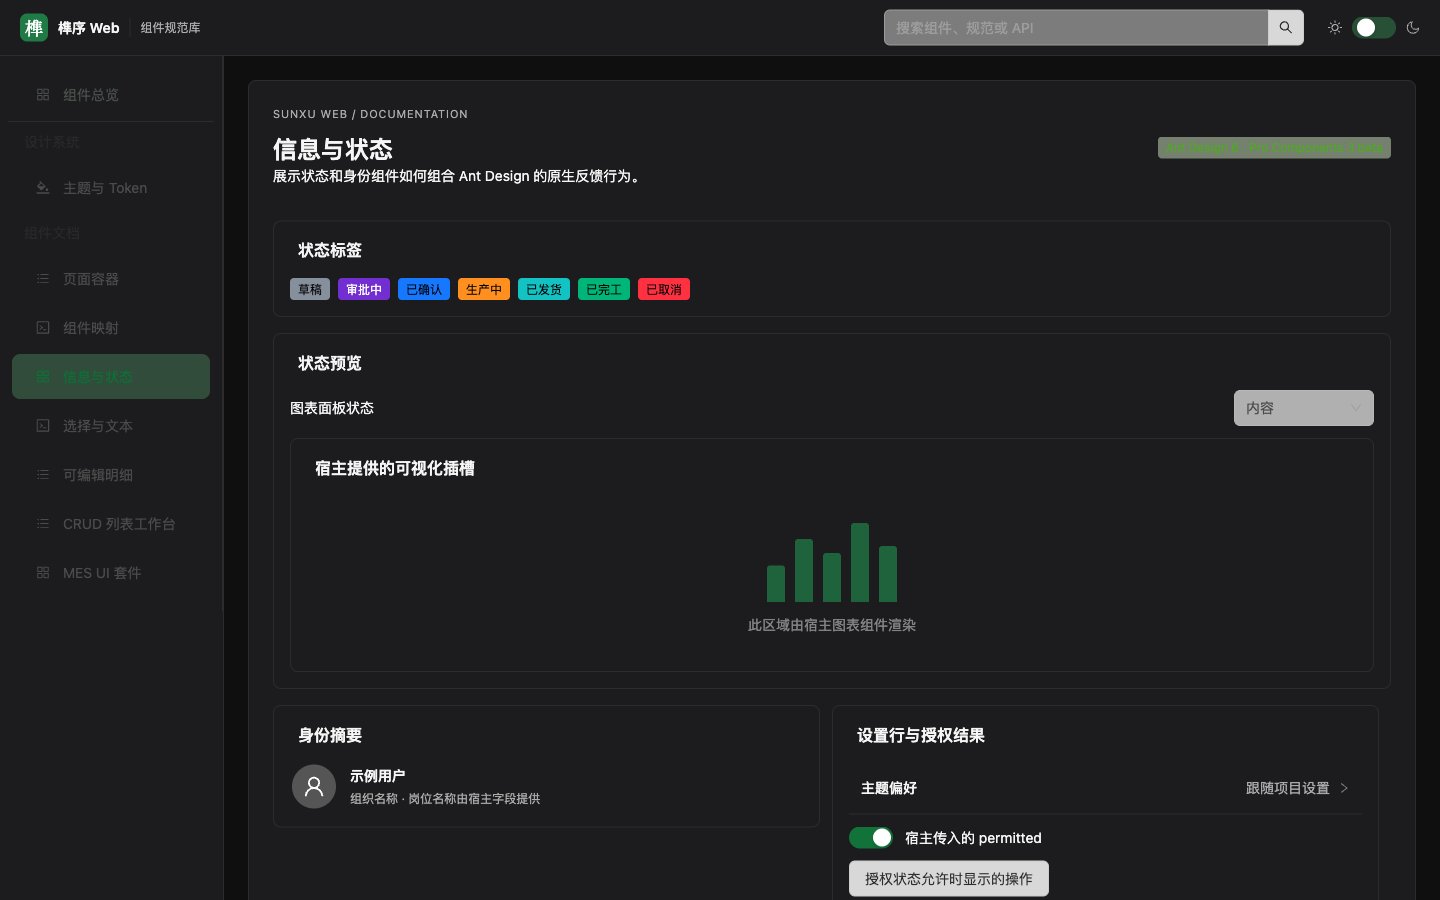 榫 榫序 Web
组件规范库
搜索组件、规范或 API
组件总览
设计系统
主题与 Token
组件文档
页面容器
组件映射
信息与状态
选择与文本
可编辑明细
CRUD 列表工作台
MES UI 套件
SUNXU WEB / DOCUMENTATION
信息与状态
展示状态和身份组件如何组合 Ant Design 的原生反馈行为。
状态标签
草稿
审批中
已确认
生产中
已发货
已完工
已取消
状态预览
图表面板状态
内容
宿主提供的可视化插槽
此区域由宿主图表组件渲染
身份摘要
示例用户
组织名称 · 岗位名称由宿主字段提供
设置行与授权结果
主题偏好
跟随项目设置
宿主传入的 permitted
授权状态允许时显示的操作